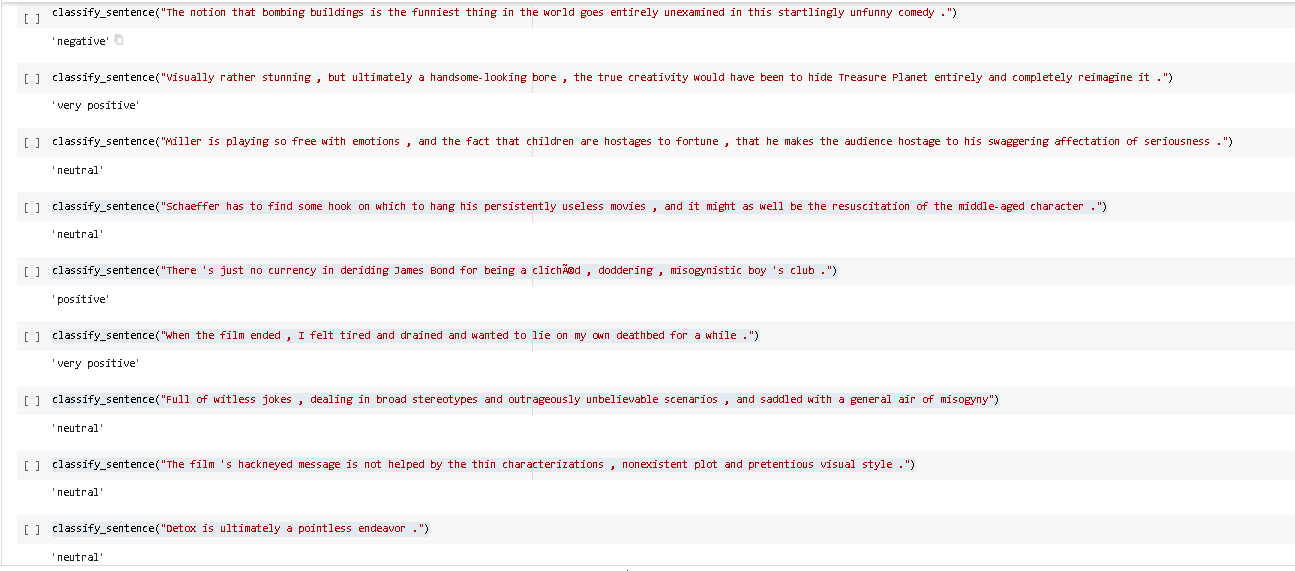 [ ] classify_sentence("The notion that bombing buildings is the funniest thing in the world goes entirely unexamined in this startlingly unfunny comedy .")
'negative'
[ ] classify_sentence("Visually rather stunning , but ultimately a handsome-looking bore , the true creativity would have been to hide Treasure Planet entirely and completely reimagine it .")
'very positive'
[ ] classify_sentence("Miller is playing so free with emotions , and the fact that children are hostages to fortune , that he makes the audience hostage to his swaggering affectation of seriousness .")
'neutral'
[ ] classify_sentence("Schaeffer has to find some hook on which to hang his persistently useless movies , and it might as well be the resuscitation of the middle-aged character .")
'neutral'
[ ] classify_sentence("There 's just no currency in deriding James Bond for being a clichÃ©d , doddering , misogynistic boy 's club .")
'positive'
[ ] classify_sentence("When the film ended , I felt tired and drained and wanted to lie on my own deathbed for a while .")
'very positive'
[ ] classify_sentence("Full of witless jokes , dealing in broad stereotypes and outrageously unbelievable scenarios , and saddled with a general air of misogyny")
'neutral'
[ ] classify_sentence("The film 's hackneyed message is not helped by the thin characterizations , nonexistent plot and pretentious visual style .")
'neutral'
[ ] classify_sentence("Detox is ultimately a pointless endeavor .")
'neutral'